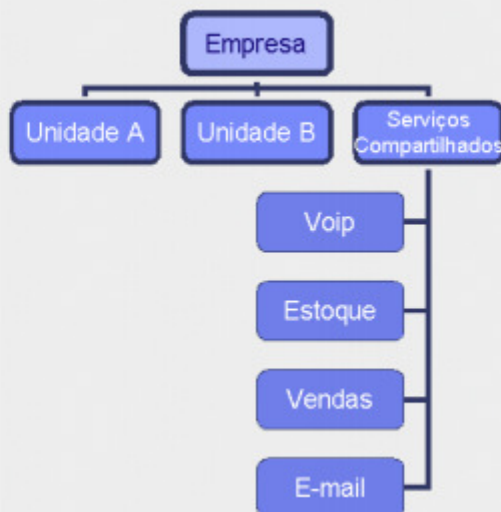 Empresa
Unidade A
Unidade B
Serviços
Compartilhados
Voip
Estoque
Vendas
E-mail